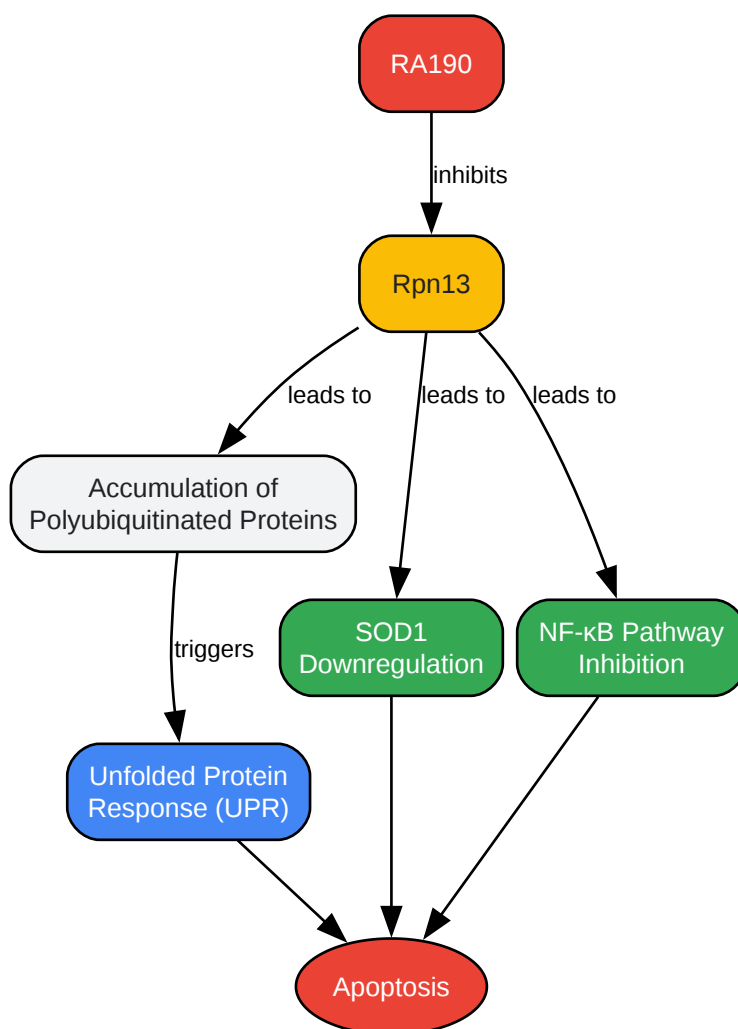 RA190
inhibits
Rpn13
leads to
leads to
leads to
Accumulation of
Polyubiquitinated Proteins
triggers
SOD1
Downregulation
NF-κB Pathway
Inhibition
Unfolded Protein
Response (UPR)
Apoptosis